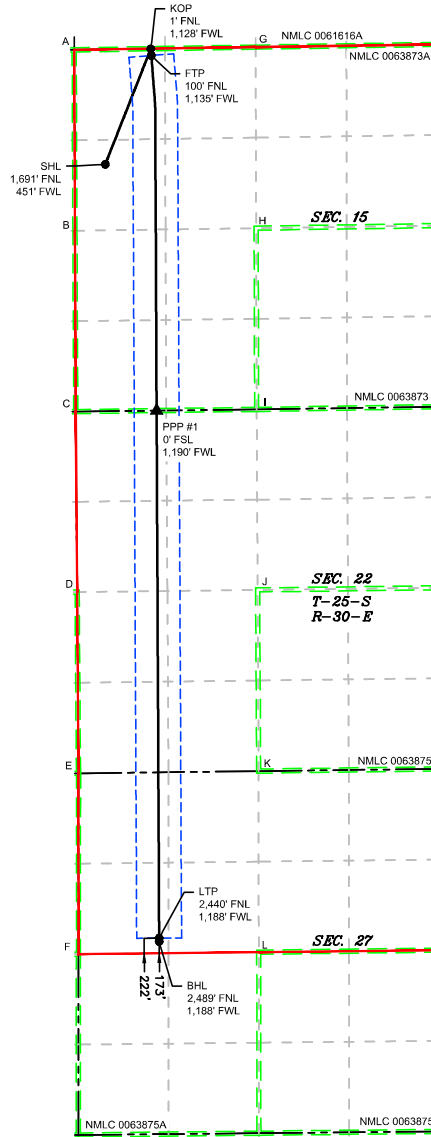 KOP
1' FNL
1,128' FWL
A
G
NMLC 0061616A
NMLC 0063873A
FTP
100' FNL
1,135' FWL
SHL
1,691' FNL
451' FWL
B
H
SEC. 15
C
I
NMLC 0063873
PPP #1
0' FSL
1,190' FWL
D
J
SEC. 22
T-25-S
R-30-E
E
K
NMLC 0063875
LTP
2,440' FNL
1,188' FWL
F
L
SEC. 27
222'
173'
BHL
2,489' FNL
1,188' FWL
NMLC 0063875A
NMLC 0063875